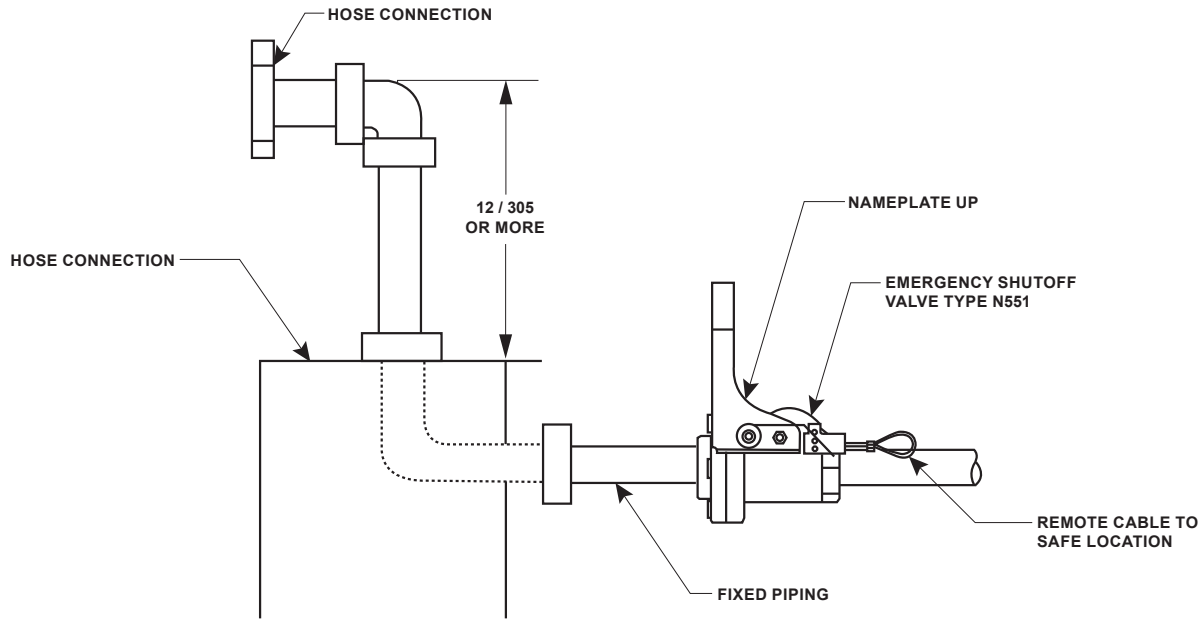 HOSE CONNECTION
12 / 305
OR MORE
NAMEPLATE UP
HOSE CONNECTION
EMERGENCY SHUTOFF
VALVE TYPE N551
REMOTE CABLE TO
SAFE LOCATION
FIXED PIPING